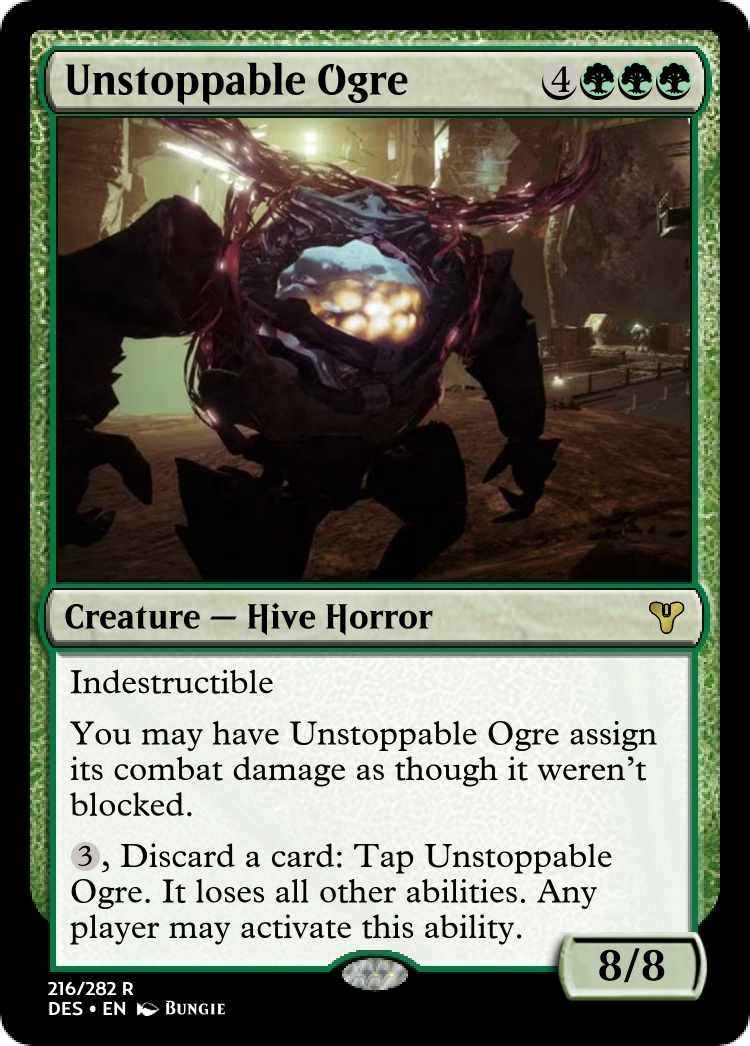 Unstoppable Ogre 4
Creature — Hive Horror
Indestructible
You may have Unstoppable Ogre assign
its combat damage as though it weren't
blocked.
3, Discard a card: Tap Unstoppable
Ogre. It loses all other abilities. Any
player may activate this ability.
8/8
216/282 R
DES • EN Bungie